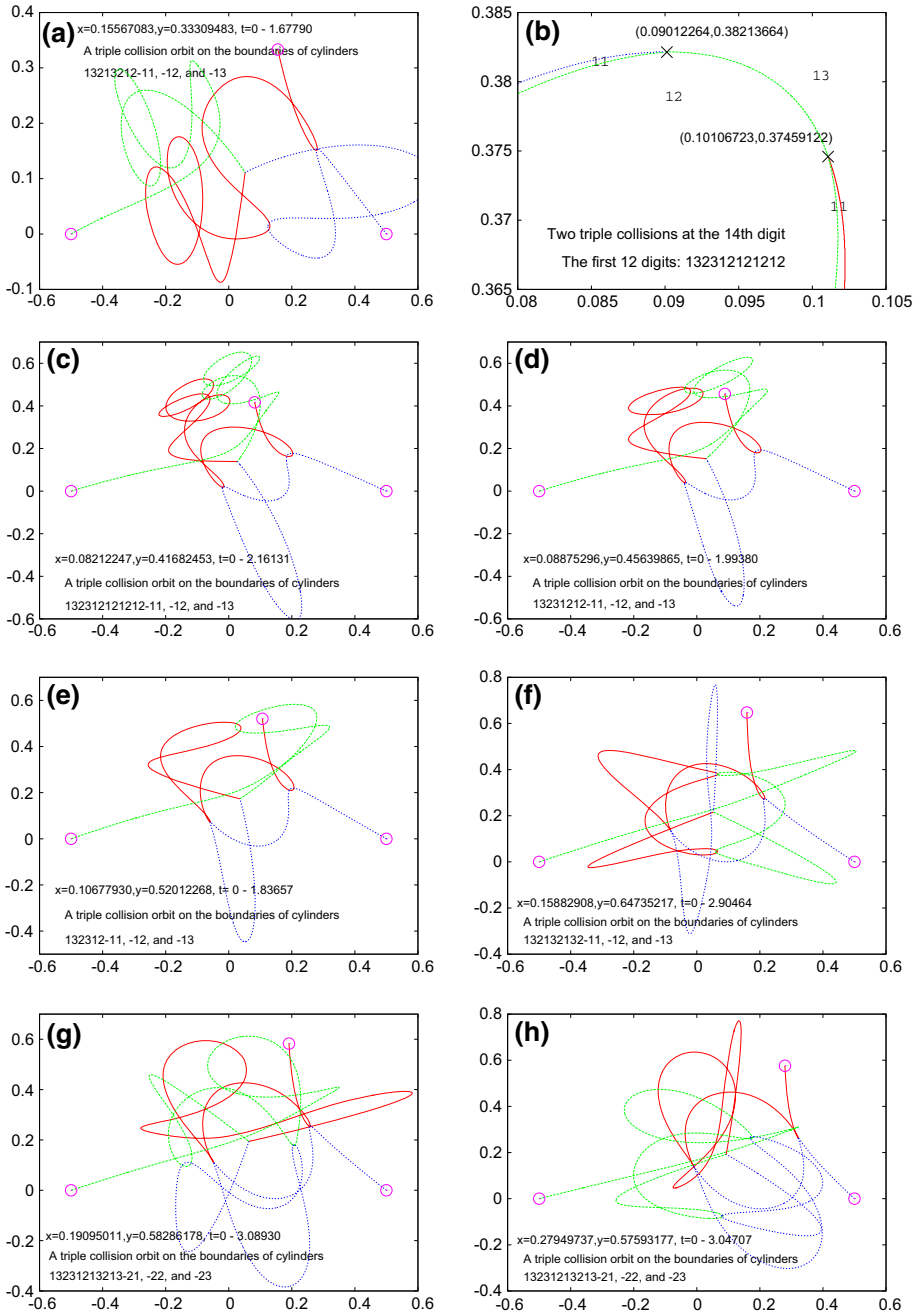 (a)
x=0.15567083,y=0.33309483, t=0 - 1.67790
A triple collision orbit on the boundaries of cylinders
13213212-11, -12, and -13
0.4
0.3
0.2
0.1
0
-0.1
-0.6 -0.4 -0.2 0 0.2 0.4 0.6
(b)
(0.09012264,0.38213664)
11
13
12
(0.10106723,0.37459122)
11
Two triple collisions at the 14th digit
The first 12 digits: 132312121212
0.385
0.38
0.375
0.37
0.365
0.08 0.085 0.09 0.095 0.1 0.105
(c)
x=0.08212247,y=0.41682453, t=0 - 2.16131
A triple collision orbit on the boundaries of cylinders
132312121212-11, -12, and -13
0.6
0.4
0.2
0
-0.2
-0.4
-0.6
-0.6 -0.4 -0.2 0 0.2 0.4 0.6
(d)
x=0.08875296,y=0.45639865, t=0 - 1.99380
A triple collision orbit on the boundaries of cylinders
13231212-11, -12, and -13
0.6
0.4
0.2
0
-0.2
-0.4
-0.6
-0.6 -0.4 -0.2 0 0.2 0.4 0.6
(e)
x=0.10677930,y=0.52012268, t= 0 - 1.83657
A triple collision orbit on the boundaries of cylinders
132312-11, -12, and -13
0.6
0.4
0.2
0
-0.2
-0.4
-0.6 -0.4 -0.2 0 0.2 0.4 0.6
(f)
x=0.15882908,y=0.64735217, t=0 - 2.90464
A triple collision orbit on the boundaries of cylinders
132132132-11, -12, and -13
0.8
0.6
0.4
0.2
0
-0.2
-0.4
-0.6 -0.4 -0.2 0 0.2 0.4 0.6
(g)
x=0.19095011,y=0.58286178, t=0 - 3.08930
A triple collision orbit on the boundaries of cylinders
13231213213-21, -22, and -23
0.6
0.4
0.2
0
-0.2
-0.4
-0.6 -0.4 -0.2 0 0.2 0.4 0.6
(h)
x=0.27949737,y=0.57593177, t=0 - 3.04707
A triple collision orbit on the boundaries of cylinders
13231213213-21, -22, and -23
0.8
0.6
0.4
0.2
0
-0.2
-0.4
-0.6 -0.4 -0.2 0 0.2 0.4 0.6